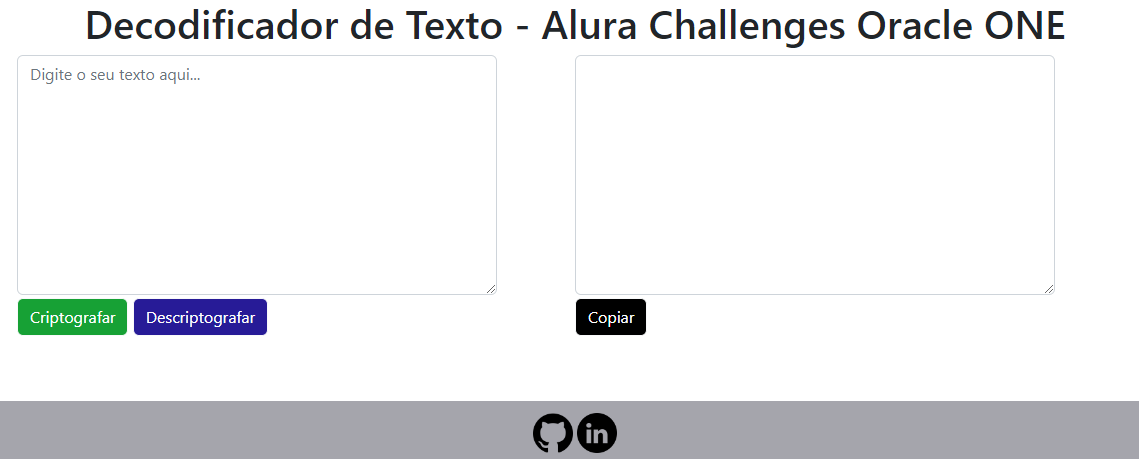 Decodificador de Texto - Alura Challenges Oracle ONE
Digite o seu texto aqui...
Criptografar
Descriptografar
Copiar
in